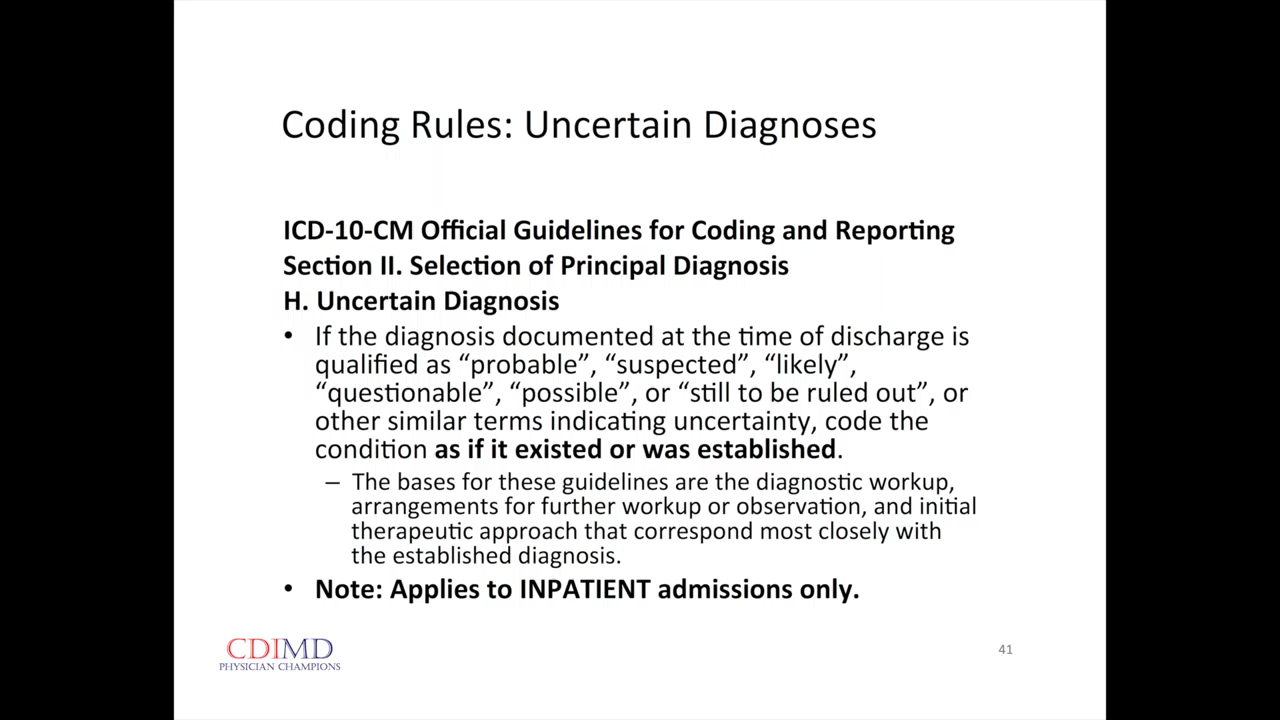 Coding Rules: Uncertain Diagnoses
ICD-10-CM Official Guidelines for Coding and Reporting
Section II. Selection of Principal Diagnosis
H. Uncertain Diagnosis
• If the diagnosis documented at the time of discharge is
qualified as “probable”, “suspected”, “likely”,
“questionable”, “possible”, or “still to be ruled out”, or
other similar terms indicating uncertainty, code the
condition as if it existed or was established.
– The bases for these guidelines are the diagnostic workup,
arrangements for further workup or observation, and initial
therapeutic approach that correspond most closely with
the established diagnosis.
• Note: Applies to INPATIENT admissions only.
CDIMD
PHYSICIAN CHAMPIONS
41